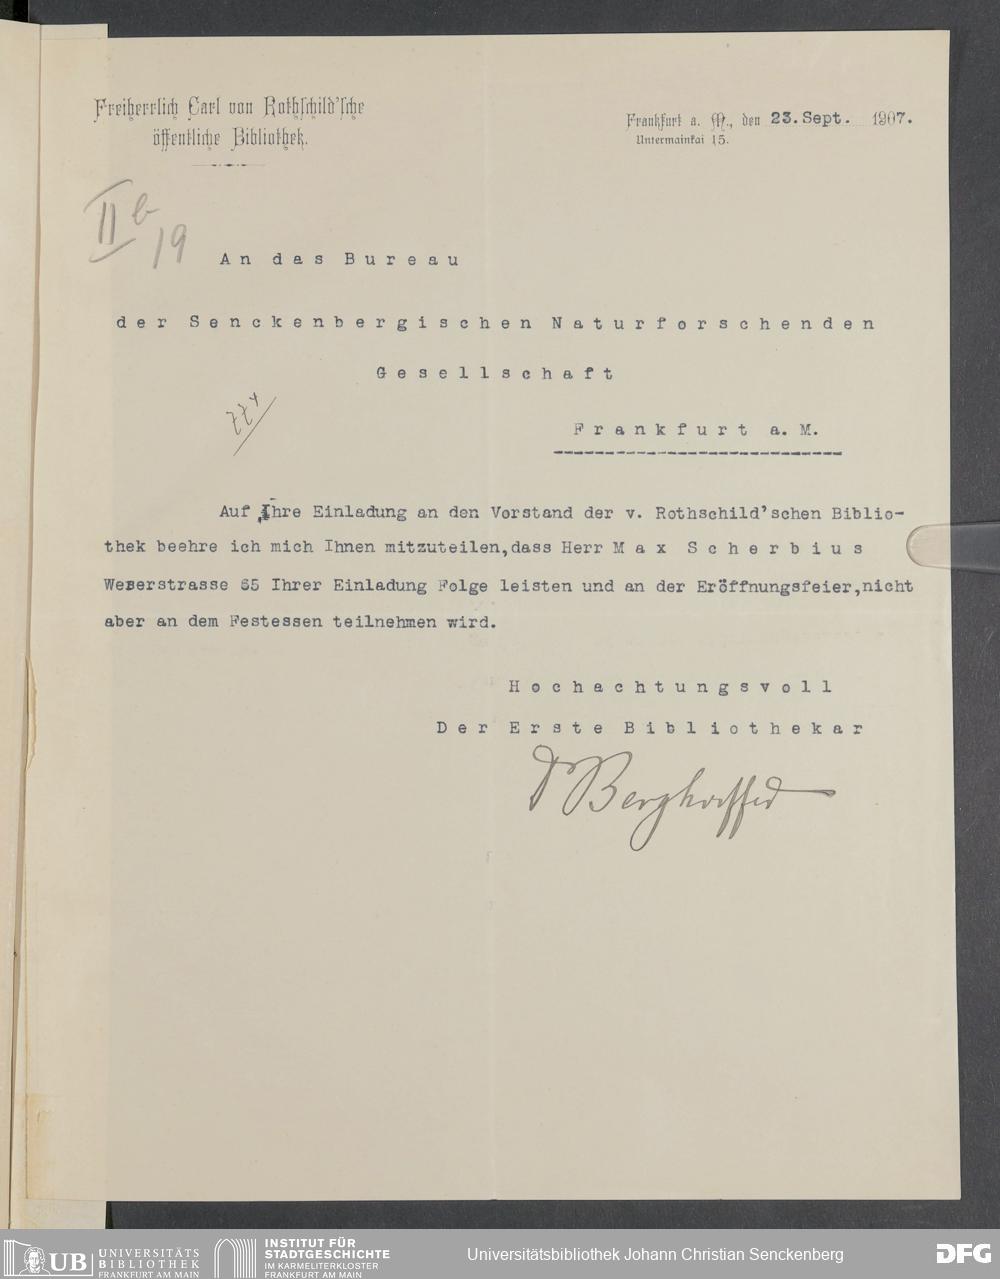 Freiherrlich Carl von Rothschild'sche
öffentliche Bibliothek.
Frankfurt a. M., den 23. Sept. 1907.
Untermainkai 15.
II b
19
An das Bureau
der Senckenbergischen Naturforschenden
Gesellschaft
Frankfurt a. M.
Auf Ihre Einladung an den Vorstand der v. Rothschild'schen Biblio-
thek beehre ich mich Ihnen mitzuteilen, dass Herr Max Scherbius
Weserstrasse 65 Ihrer Einladung Folge leisten und an der Eröffnungsfeier, nicht
aber an dem Festessen teilnehmen wird.
Hochachtungsvoll
Der Erste Bibliothekar
Dr Berghoeffer
UB UNIVERSITÄTS
BIBLIOTHEK
FRANKFURT AM MAIN
INSTITUT FÜR
STADTGESCHICHTE
IM KARMELITERKLOSTER
FRANKFURT AM MAIN
Universitätsbibliothek Johann Christian Senckenberg
DFG